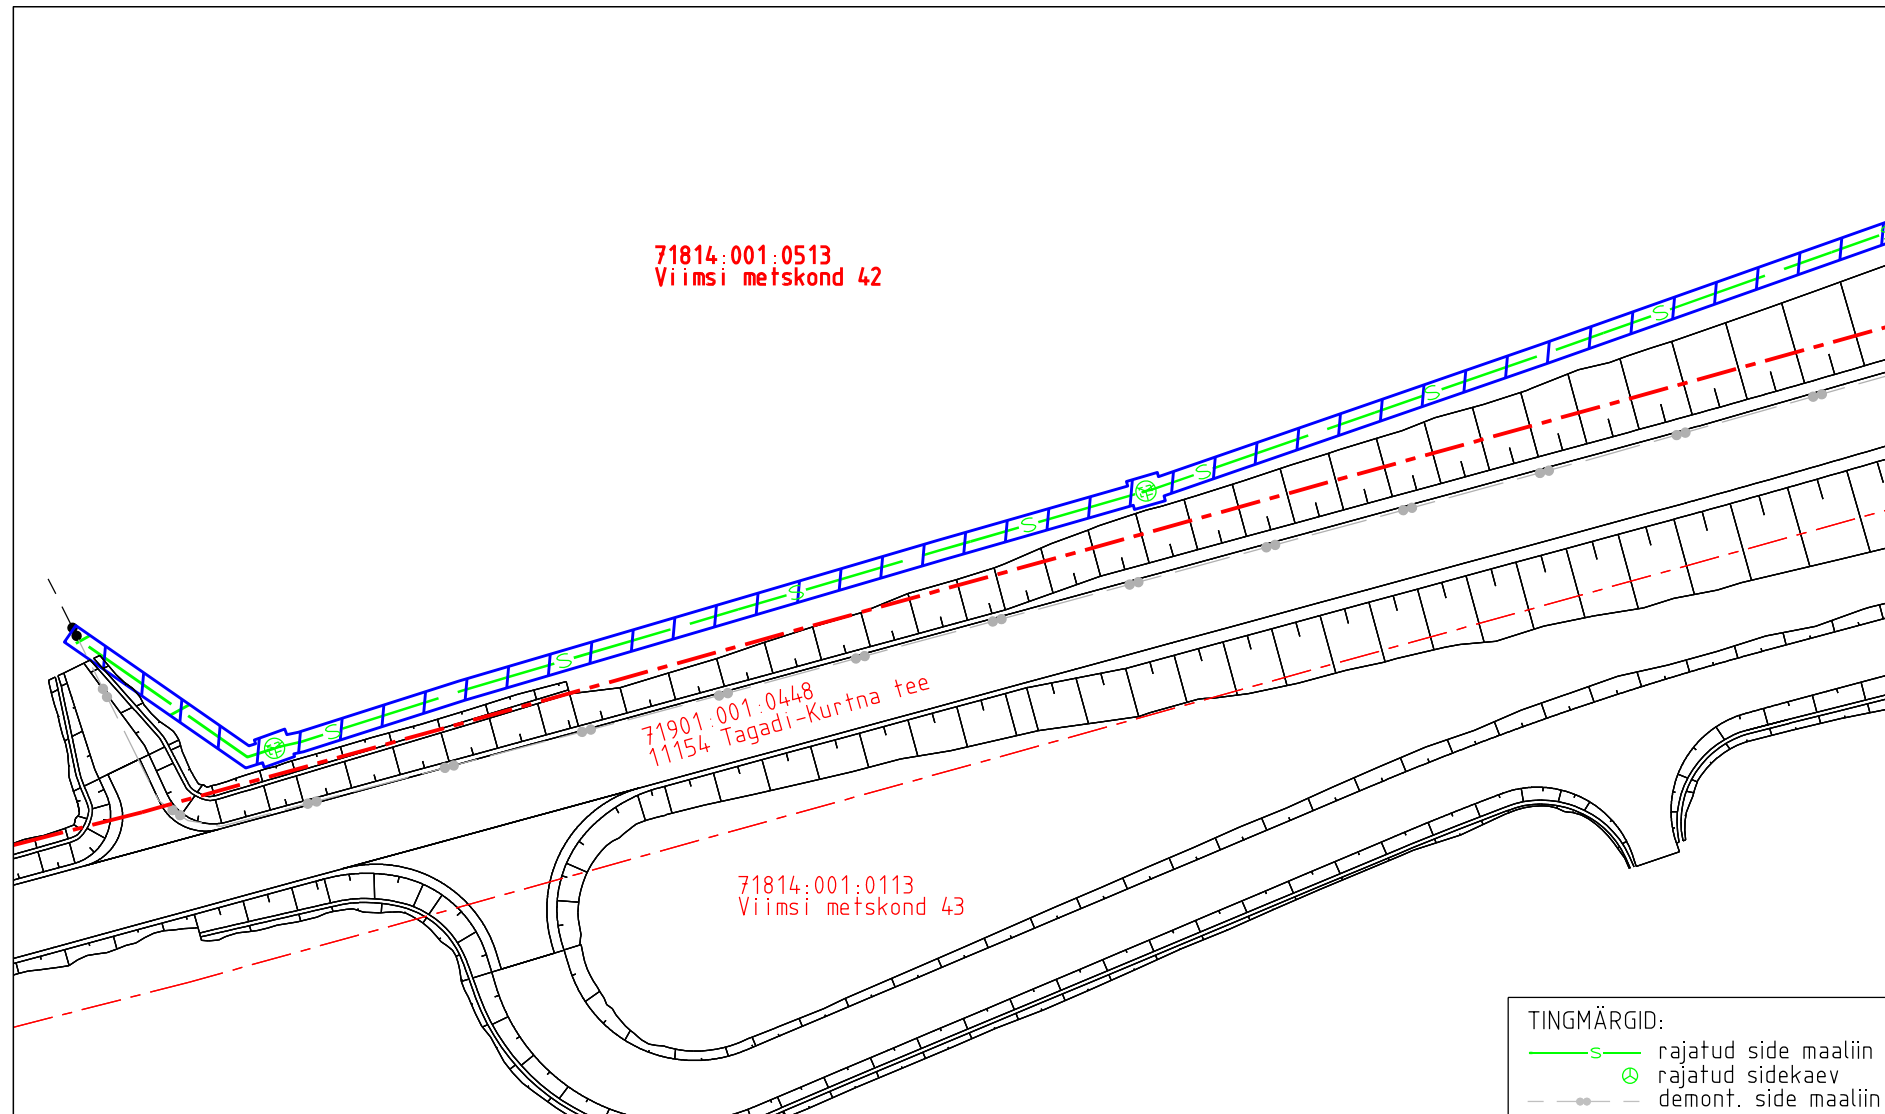 71814:001:0513
Viimsi metskond 42
71901:001:0448
11154 Tagadi-Kurtna tee
71814:001:0113
Viimsi metskond 43
TINGMÄRGID:
S rajatud side maaliin
rajatud sidekaev
demont. side maaliin
S
S
S
S
S
S
S
S